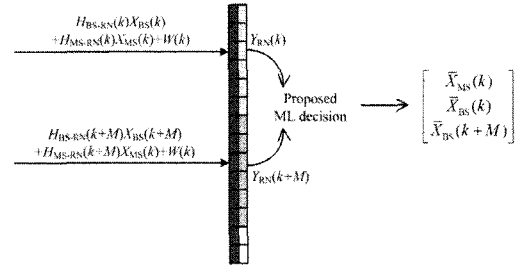 H_BS-RN(k)X_BS(k)
+H_MS-RN(k)X_MS(k)+W(k)
Y_RN(k)
Proposed
ML decision
X̄_MS(k)
X̄_BS(k)
X̄_BS(k+M)
H_BS-RN(k+M)X_BS(k+M)
+H_MS-RN(k+M)X_MS(k)+W(k)
Y_RN(k+M)